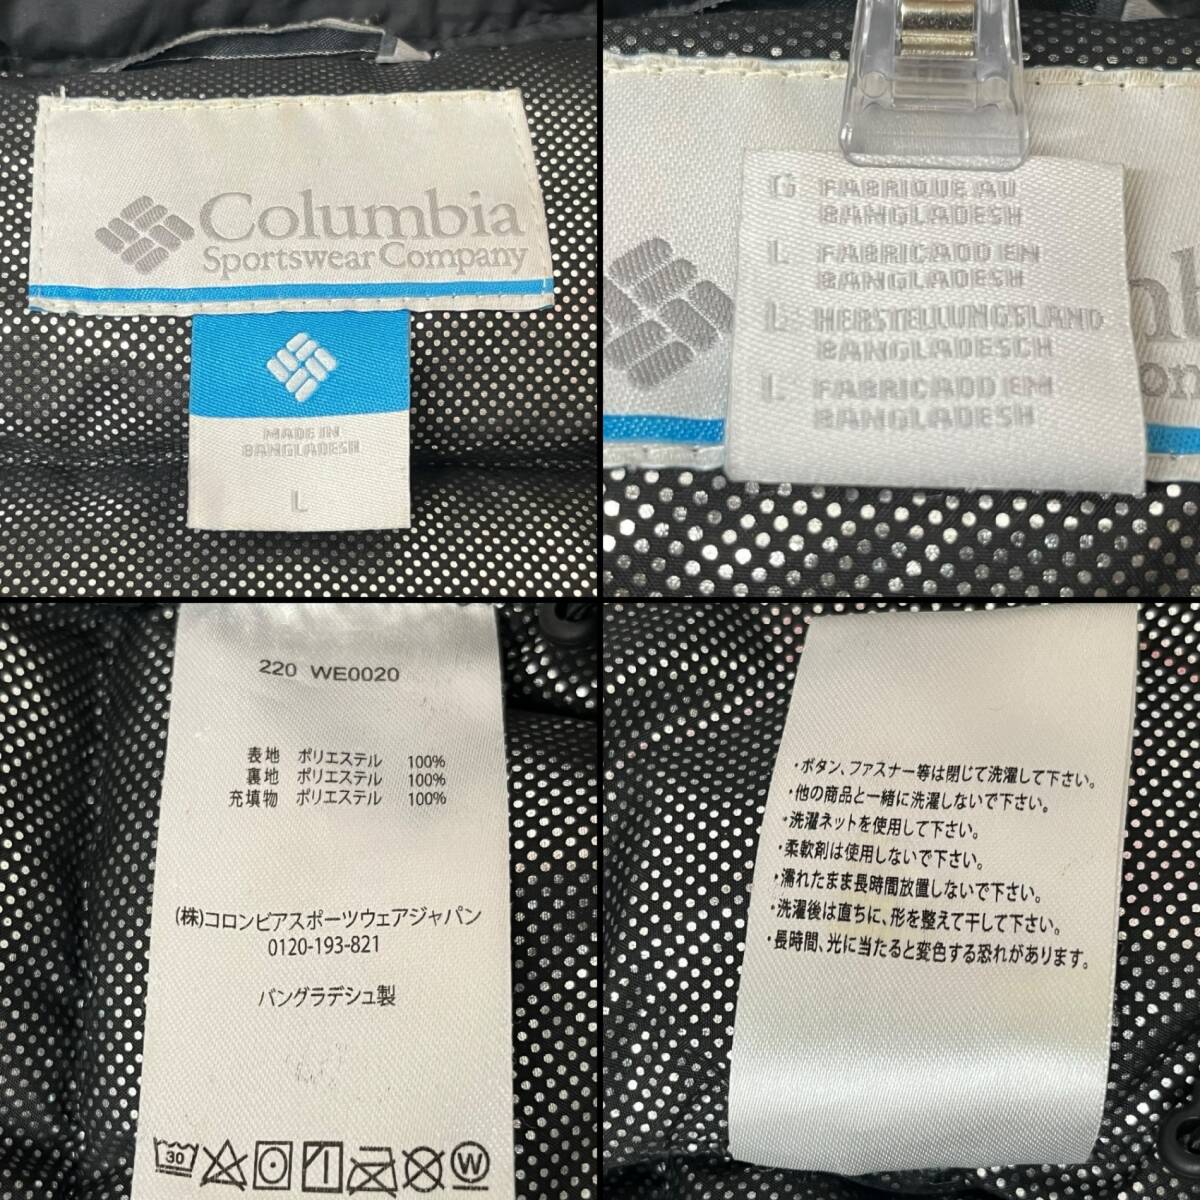 Columbia
Sportswear Company
MADE IN
BANGLADESH
L
G FABRIQUE AU
BANGLADESH
L FABRICADO EN
BANGLADESH
L HERSTELLUNGSLAND
BANGLADESCH
L FABRICADO EM
BANGLADESH
220 WE0020
表地 ポリエステル 100%
裏地 ポリエステル 100%
充填物 ポリエステル 100%
(株)コロンビアスポーツウェアジャパン
0120-193-821
バングラデシュ製
30 W
・ボタン、ファスナー等は閉じて洗濯して下さい。
・他の商品と一緒に洗濯しないで下さい。
・洗濯ネットを使用して下さい。
・柔軟剤は使用しないで下さい。
・濡れたまま長時間放置しないで下さい。
・洗濯後は直ちに、形を整えて干して下さい。
・長時間、光に当たると変色する恐れがあります。